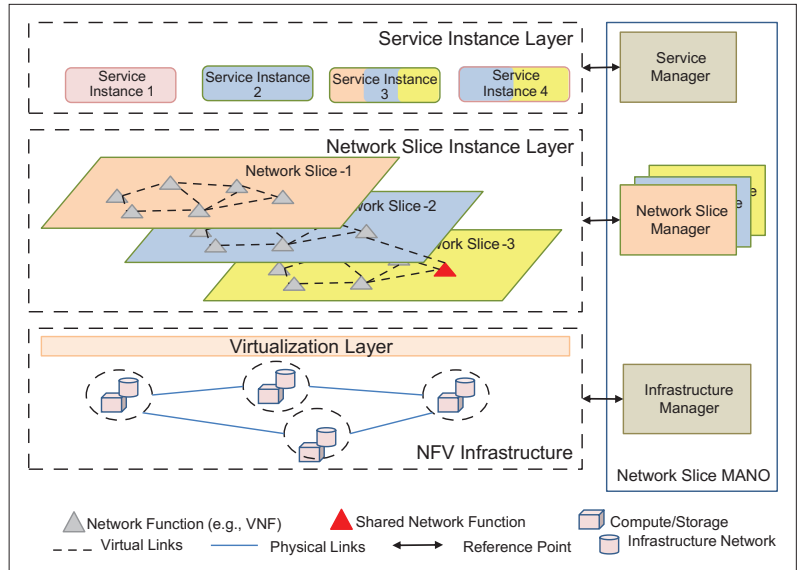 Service Instance Layer
Service
Instance 1
Service Instance
2
Service Instance
3
Service
Instance 4
Service
Manager
Network Slice Instance Layer
Network Slice-1
work Slice-2
work Slice-3
Network Slice
Manager
Virtualization Layer
NFV Infrastructure
Infrastructure
Manager
Network Slice MANO
Network Function (e.g., VNF)
Shared Network Function
Compute/Storage
Virtual Links
Physical Links
Reference Point
Infrastructure Network